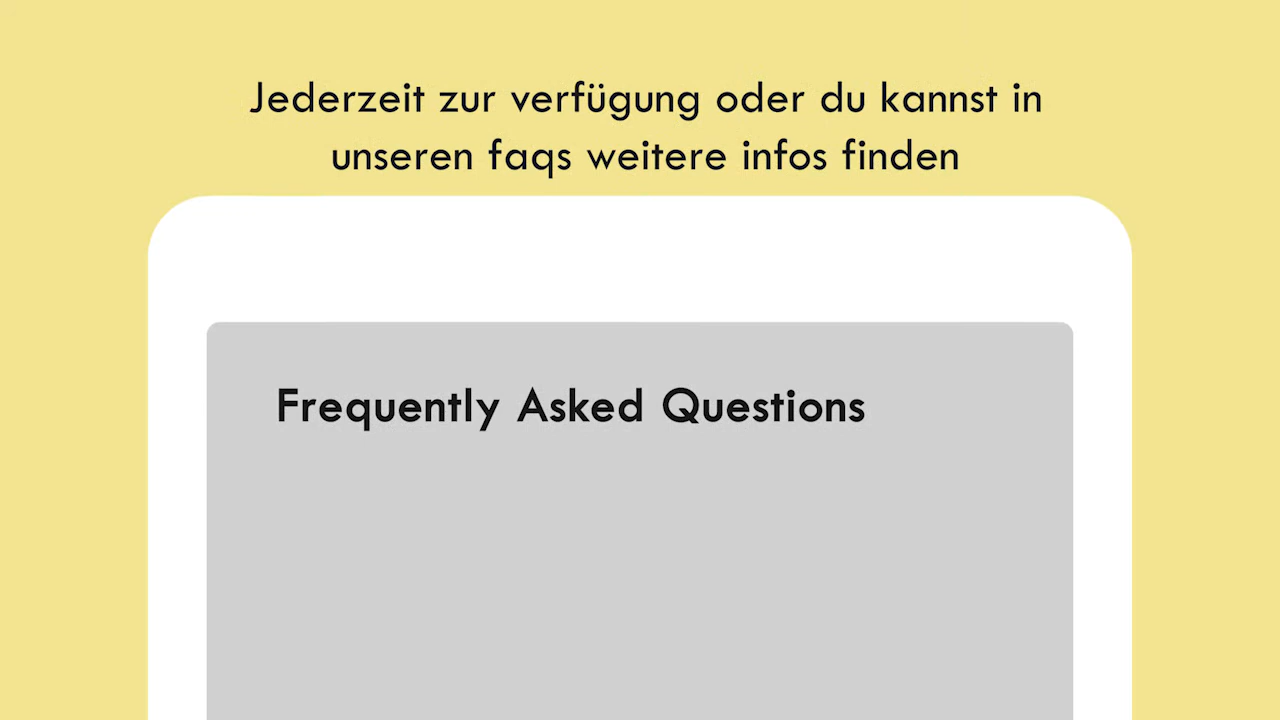 Jederzeit zur verfügung oder du kannst in
unseren faqs weitere infos finden
Frequently Asked Questions